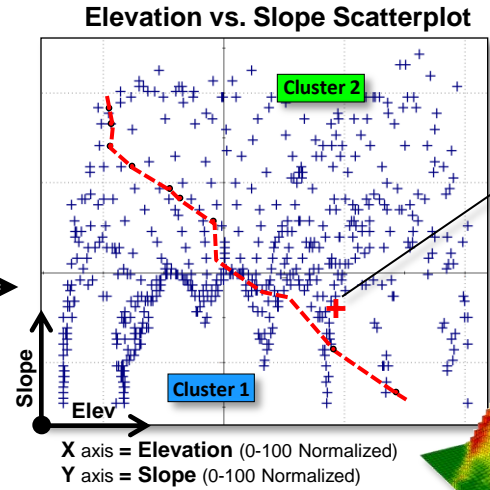 Elevation vs. Slope Scatterplot
Cluster 2
Cluster 1
Slope
Elev
X axis = Elevation (0-100 Normalized)
Y axis = Slope (0-100 Normalized)